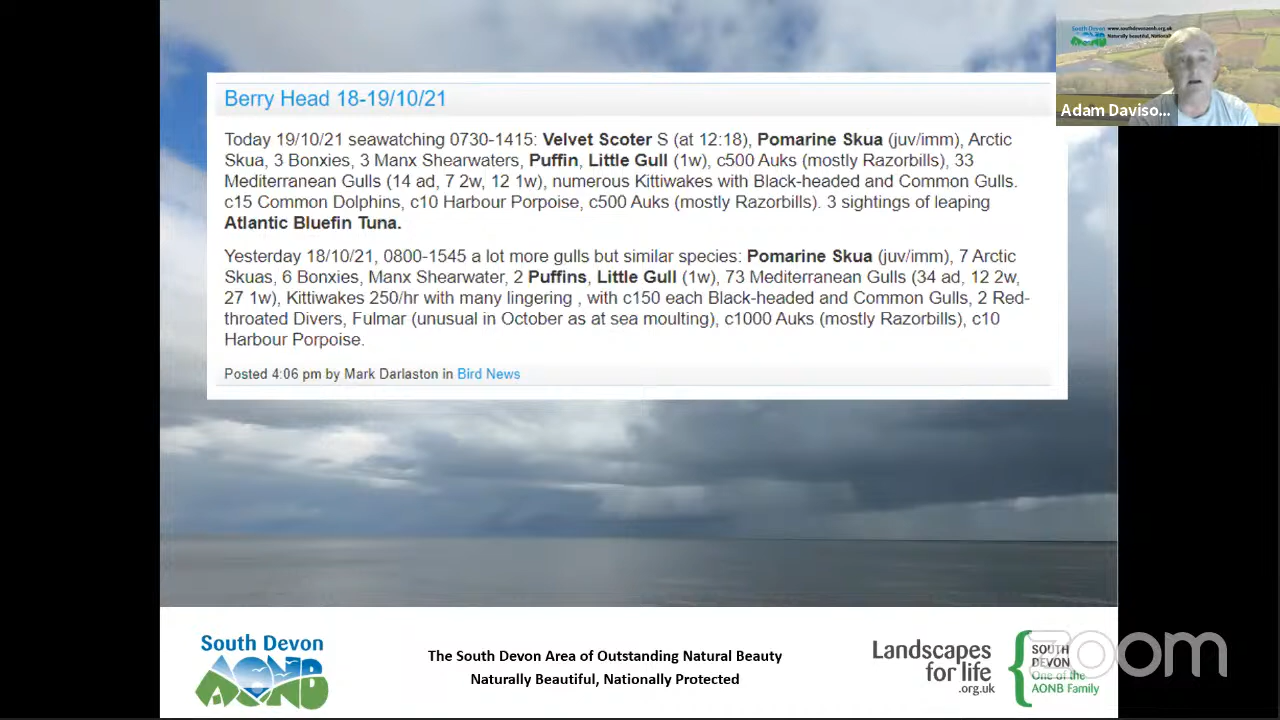 Berry Head 18-19/10/21
Today 19/10/21 seawatching 0730-1415: Velvet Scoter S (at 12:18), Pomarine Skua (juv/imm), Arctic
Skua, 3 Bonxies, 3 Manx Shearwaters, Puffin, Little Gull (1w), c500 Auks (mostly Razorbills), 33
Mediterranean Gulls (14 ad, 7 2w, 12 1w), numerous Kittiwakes with Black-headed and Common Gulls.
c15 Common Dolphins, c10 Harbour Porpoise, c500 Auks (mostly Razorbills). 3 sightings of leaping
Atlantic Bluefin Tuna.
Yesterday 18/10/21, 0800-1545 a lot more gulls but similar species: Pomarine Skua (juv/imm), 7 Arctic
Skuas, 6 Bonxies, Manx Shearwater, 2 Puffins, Little Gull (1w), 73 Mediterranean Gulls (34 ad, 12 2w,
27 1w), Kittiwakes 250/hr with many lingering , with c150 each Black-headed and Common Gulls, 2 Red-
throated Divers, Fulmar (unusual in October as at sea moulting), c1000 Auks (mostly Razorbills), c10
Harbour Porpoise.
Posted 4:06 pm by Mark Darlaston in Bird News
South Devon
www.southdevonaonb.org.uk
Naturally Beautiful,
Adam Daviso...
South Devon
AONB
The South Devon Area of Outstanding Natural Beauty
Naturally Beautiful, Nationally Protected
Landscapes
for life
.org.uk
SOUTH
DEVON
One of the
AONB Family
zoom